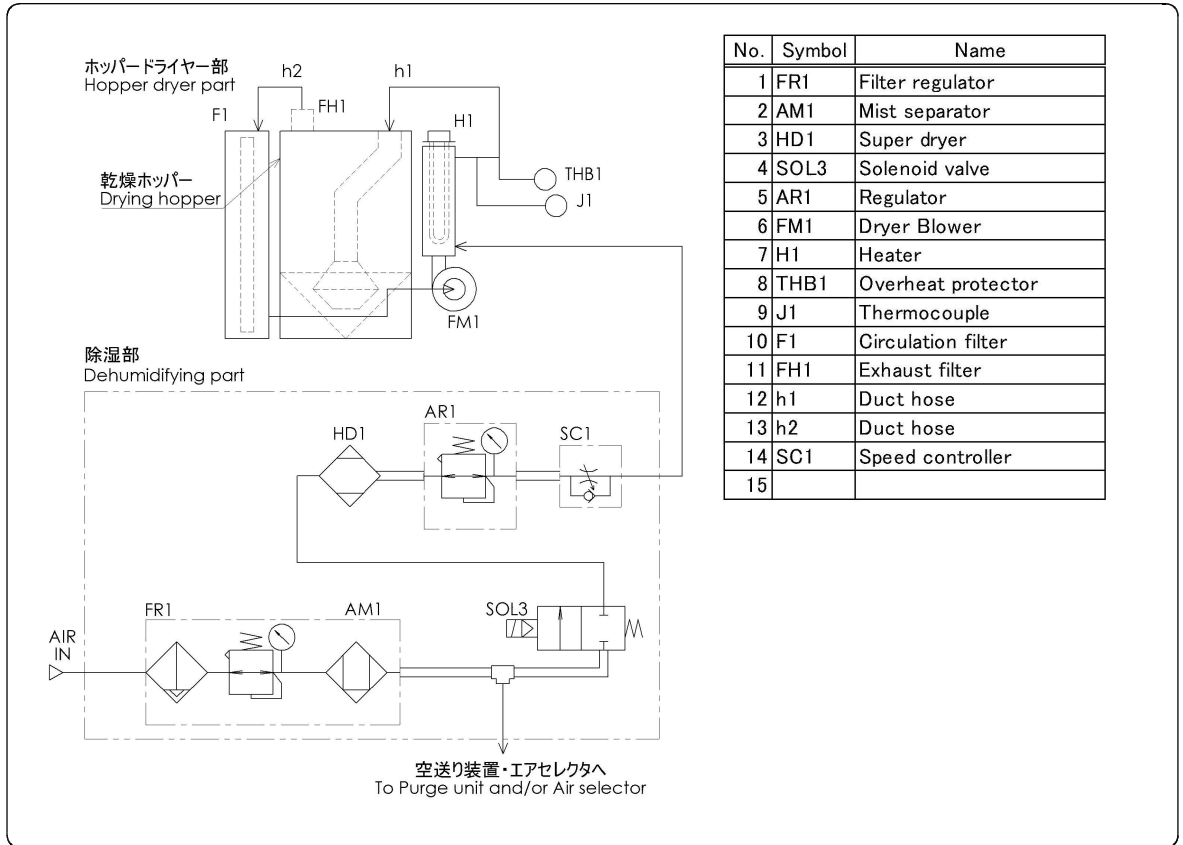 ホッパードライヤー部
Hopper dryer part
h2
h1
F1
FH1
H1
乾燥ホッパー
Drying hopper
THB1
J1
FM1
除湿部
Dehumidifying part
HD1
AR1
SC1
SOL3
FR1
AM1
AIR
IN
空送り装置・エアセレクタへ
To Purge unit and/or Air selector
No. Symbol Name
1 FR1 Filter regulator
2 AM1 Mist separator
3 HD1 Super dryer
4 SOL3 Solenoid valve
5 AR1 Regulator
6 FM1 Dryer Blower
7 H1 Heater
8 THB1 Overheat protector
9 J1 Thermocouple
10 F1 Circulation filter
11 FH1 Exhaust filter
12 h1 Duct hose
13 h2 Duct hose
14 SC1 Speed controller
15